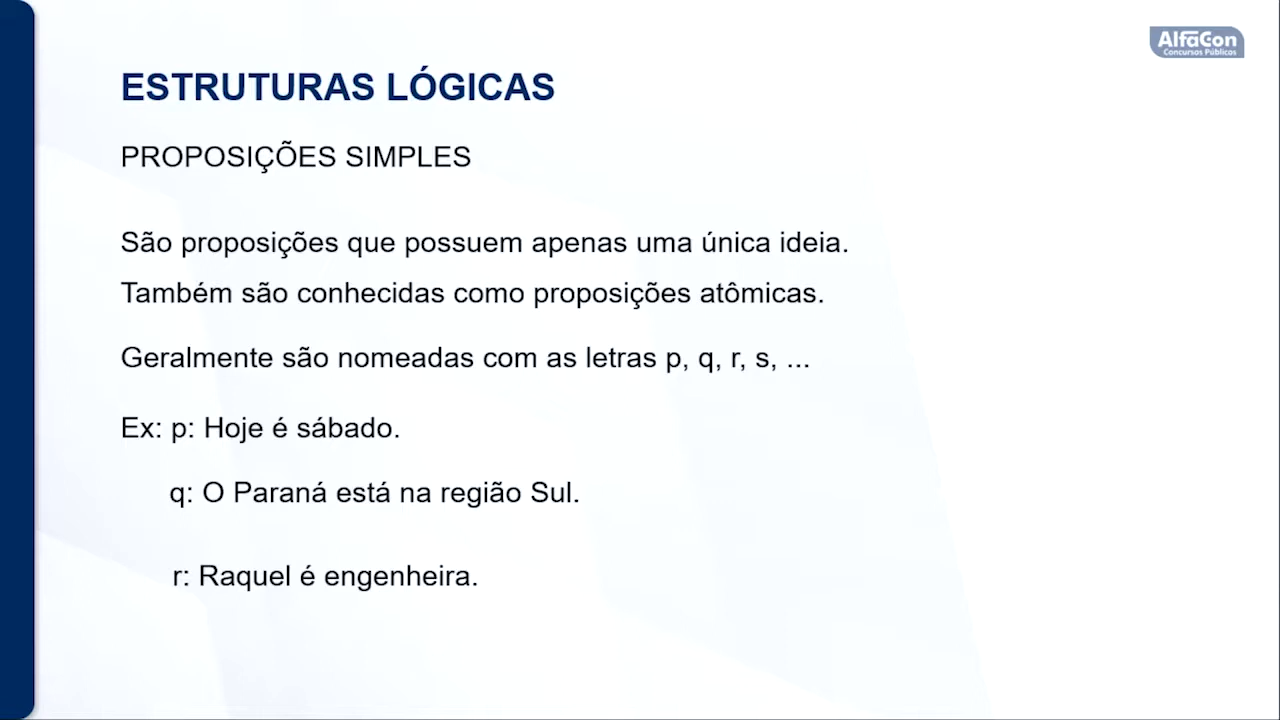 AlfaCon
Concursos Públicos
ESTRUTURAS LÓGICAS
PROPOSIÇÕES SIMPLES
São proposições que possuem apenas uma única ideia.
Também são conhecidas como proposições atômicas.
Geralmente são nomeadas com as letras p, q, r, s, ...
Ex: p: Hoje é sábado.
q: O Paraná está na região Sul.
r: Raquel é engenheira.